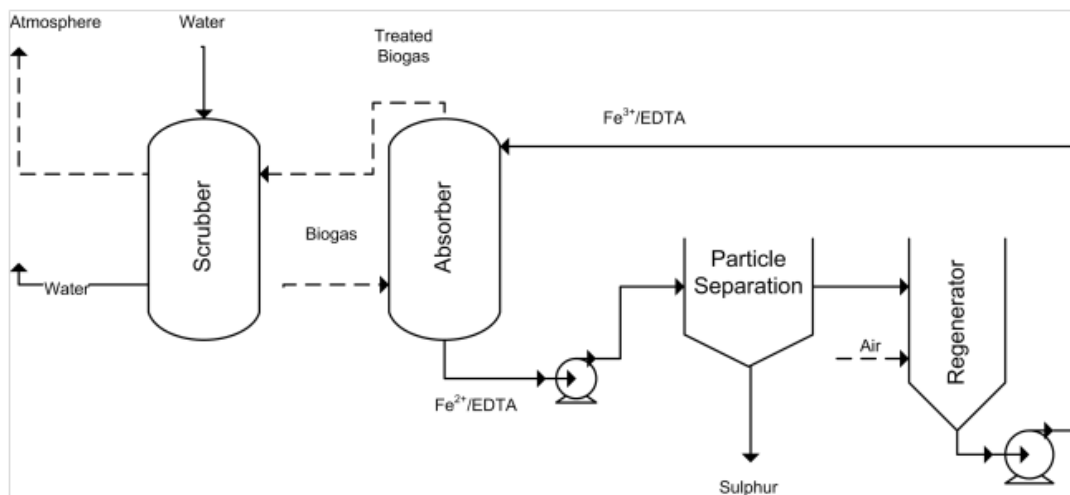 Atmosphere
Water
Treated
Biogas
Fe³⁺/EDTA
Scrubber
Biogas
Absorber
Particle
Separation
Regenerator
Water
Air
Fe²⁺/EDTA
Sulphur